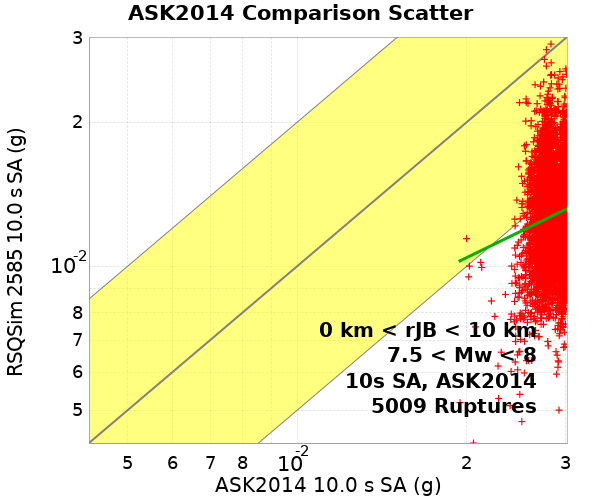 ASK2014 Comparison Scatter
RSQSim 2585 10.0 s SA (g)
3
2
10-2
8
7
6
5
0 km < rJB < 10 km
7.5 < Mw < 8
10s SA, ASK2014
5009 Ruptures
5 6 7 8 10-2 2 3
ASK2014 10.0 s SA (g)